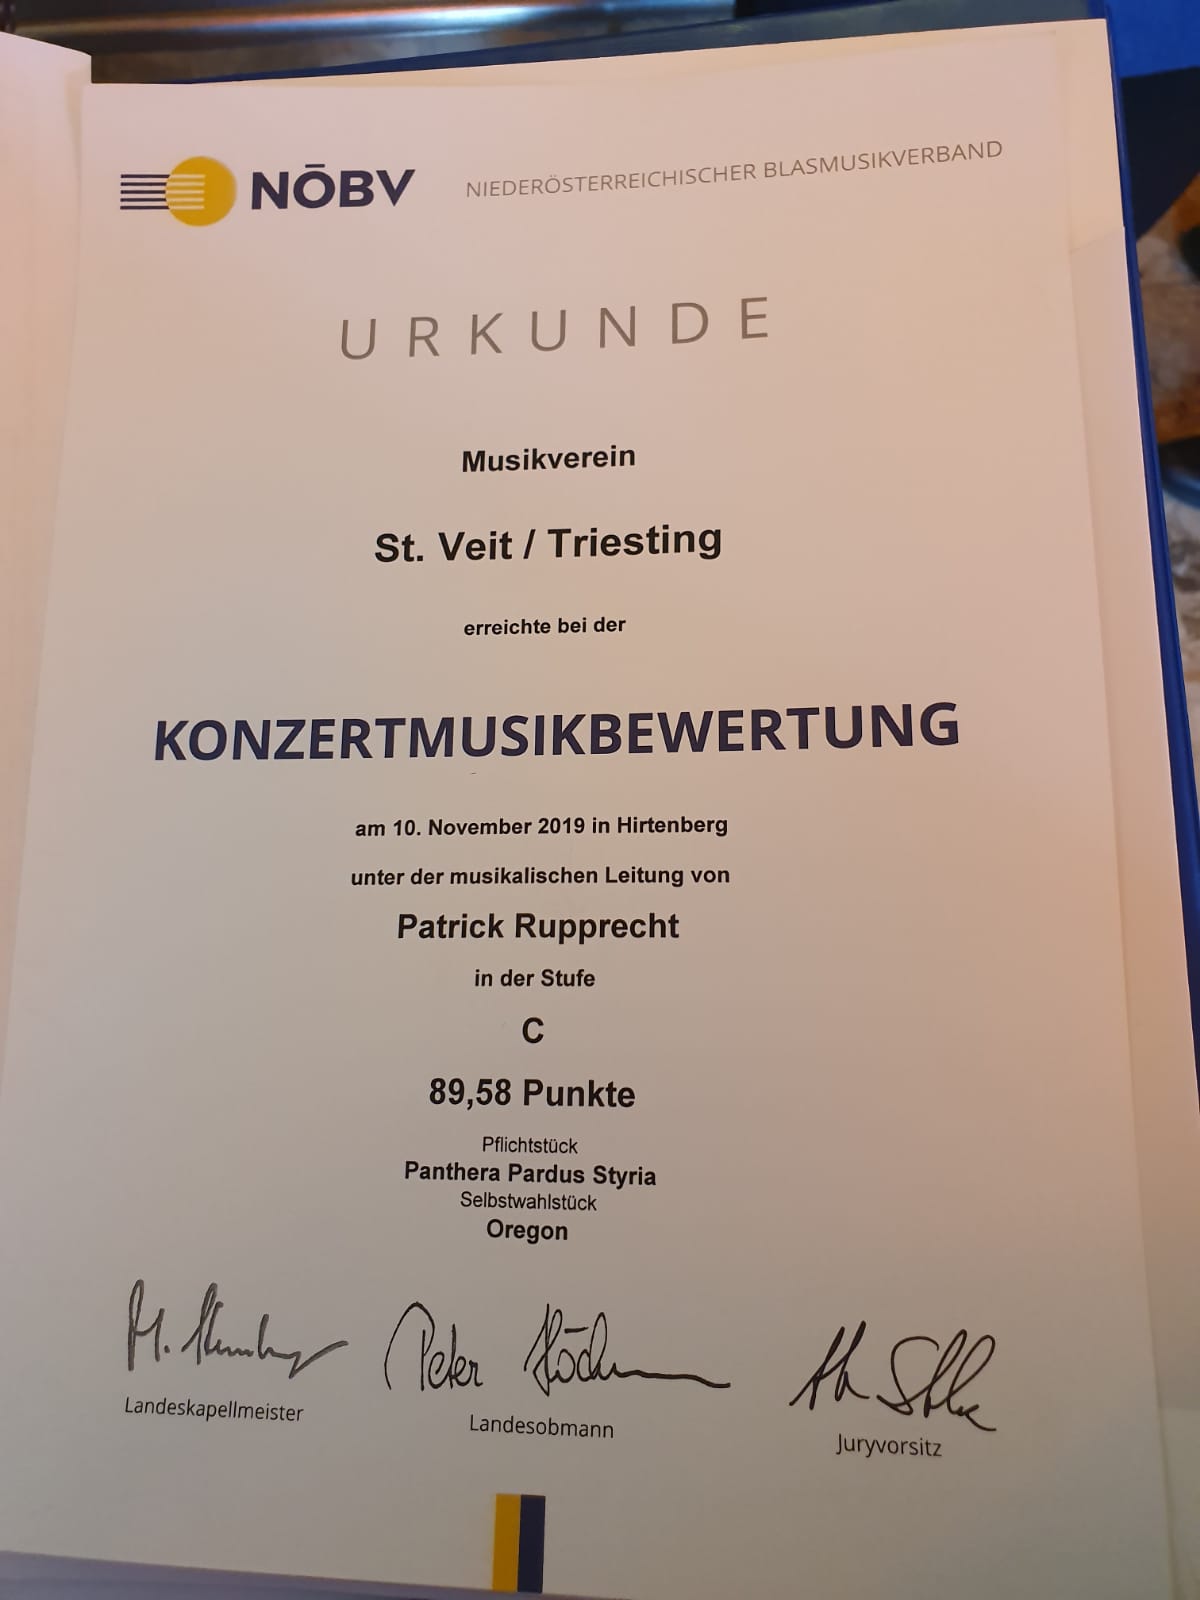 NÖBV NIEDERÖSTERREICHISCHER BLASMUSIKVERBAND
URKUNDE
Musikverein
St. Veit / Triesting
erreichte bei der
KONZERTMUSIKBEWERTUNG
am 10. November 2019 in Hirtenberg
unter der musikalischen Leitung von
Patrick Rupprecht
in der Stufe
C
89,58 Punkte
Pflichtstück
Panthera Pardus Styria
Selbstwahlstück
Oregon
Peter
Landeskapellmeister
Landesobmann
Juryvorsitz